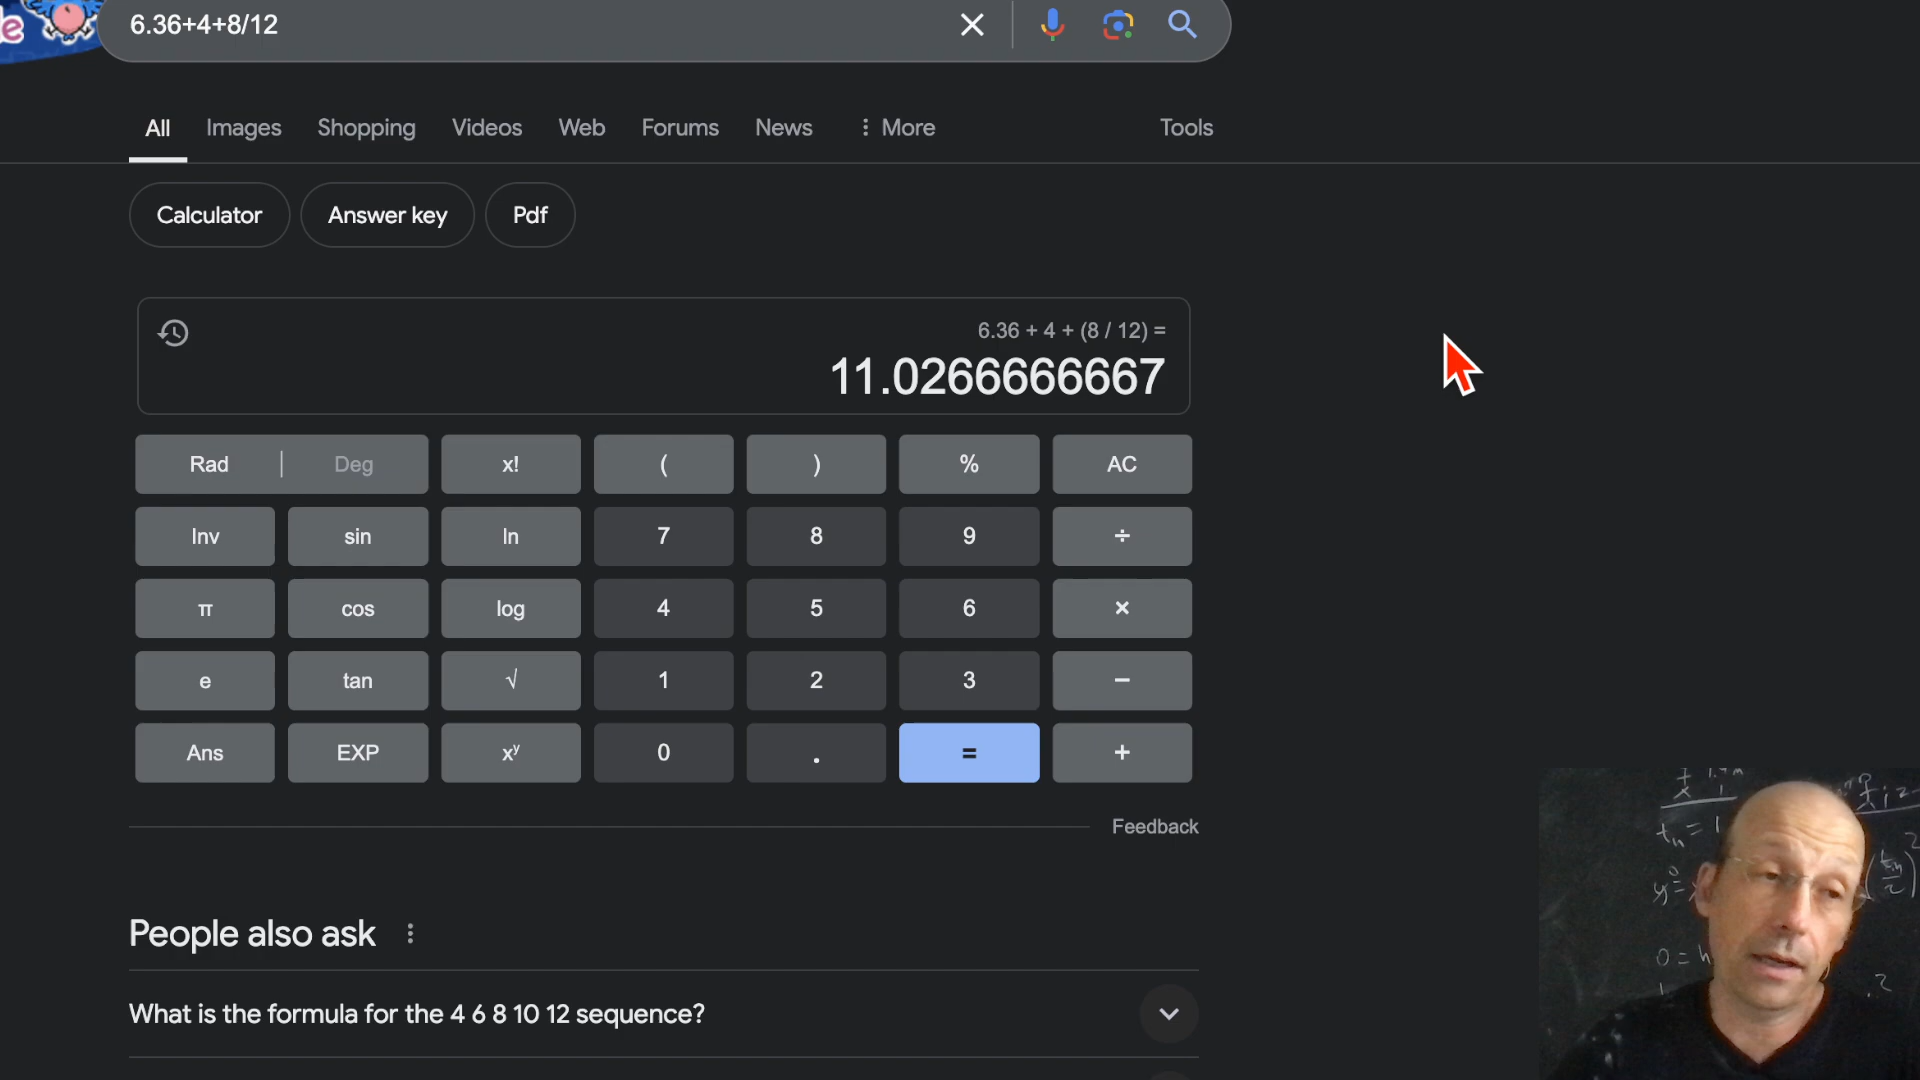 6.36+4+8/12
All Images Shopping Videos Web Forums News More Tools
Calculator Answer key Pdf
6.36 + 4 + (8 / 12) =
11.0266666667
Rad | Deg x! ( ) % AC
Inv sin ln 7 8 9 ÷
π cos log 4 5 6 ×
e tan √ 1 2 3 −
Ans EXP xʸ 0 . = +
Feedback
People also ask
What is the formula for the 4 6 8 10 12 sequence?